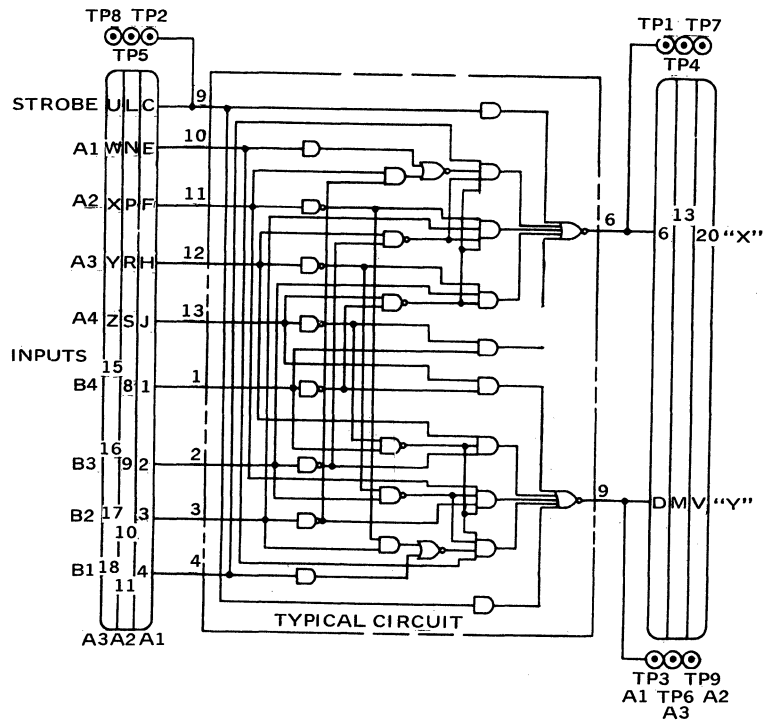 TP8 TP2
TP5
TP1 TP7
TP4
STROBE U L C 9
A1 W N E 10
A2 X P F 11
A3 Y R H 12
A4 Z S J 13
INPUTS
15
B4 8 1 1
16
B3 9 2 2
B2 17 3 3
10
B1 18 4 4
11
A3 A2 A1
6
6 13 20 "X"
9
D M V "Y"
TYPICAL CIRCUIT
TP3 TP9
A1 TP6 A2
A3